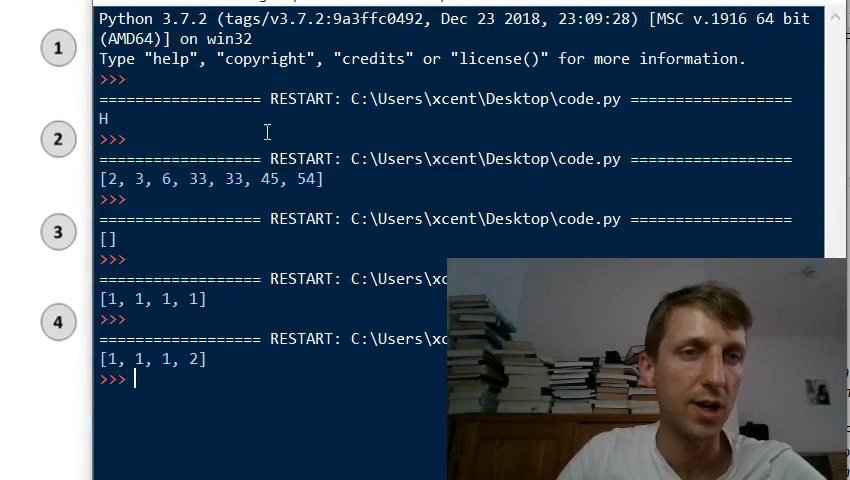 Python 3.7.2 (tags/v3.7.2:9a3ffc0492, Dec 23 2018, 23:09:28) [MSC v.1916 64 bit
(AMD64)] on win32
Type "help", "copyright", "credits" or "license()" for more information.
>>>
================== RESTART: C:\Users\xcent\Desktop\code.py ==================
H
>>>
================== RESTART: C:\Users\xcent\Desktop\code.py ==================
[2, 3, 6, 33, 33, 45, 54]
>>>
================== RESTART: C:\Users\xcent\Desktop\code.py ==================
[]
>>>
================== RESTART: C:\Users\xc
[1, 1, 1, 1]
>>>
================== RESTART: C:\Users\xc
[1, 1, 1, 2]
>>>
1
2
3
4